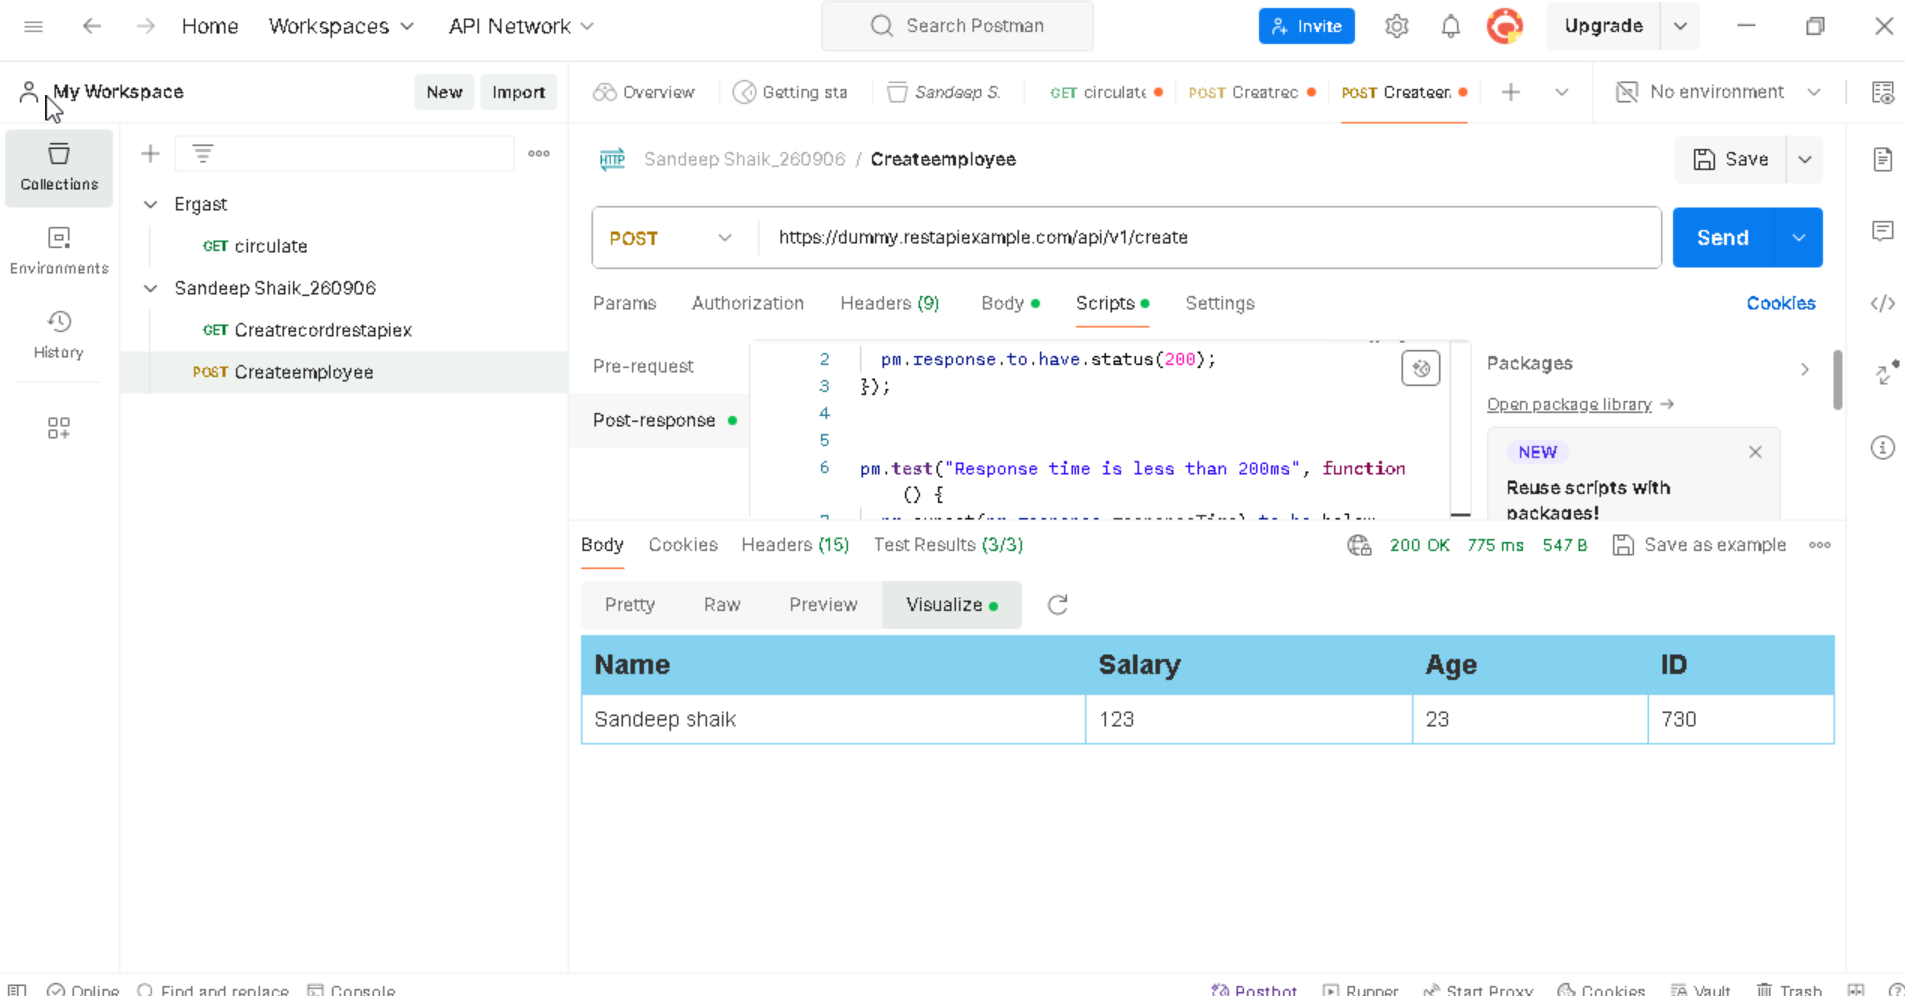 Home Workspaces API Network Search Postman Invite Upgrade
My Workspace New Import Overview Getting sta Sandeep S. GET circulate POST Creatrec POST Createer. No environment
Collections
Environments
History
Ergast
GET circulate
Sandeep Shaik_260906
GET Creatrecordrestapiex
POST Createemployee
HTTP Sandeep Shaik_260906 / Createemployee Save
POST https://dummy.restapiexample.com/api/v1/create Send
Params Authorization Headers (9) Body Scripts Settings Cookies
Pre-request
Post-response
2 pm.response.to.have.status(200);
3 });
4
5
6 pm.test("Response time is less than 200ms", function
() {
Packages
Open package library →
NEW
Reuse scripts with
packages!
Body Cookies Headers (15) Test Results (3/3) 200 OK 775 ms 547 B Save as example
Pretty Raw Preview Visualize
Name Salary Age ID
Sandeep shaik 123 23 730
Online Find and replace Console Postbot Runner Start Proxy Cookies Vault Trash